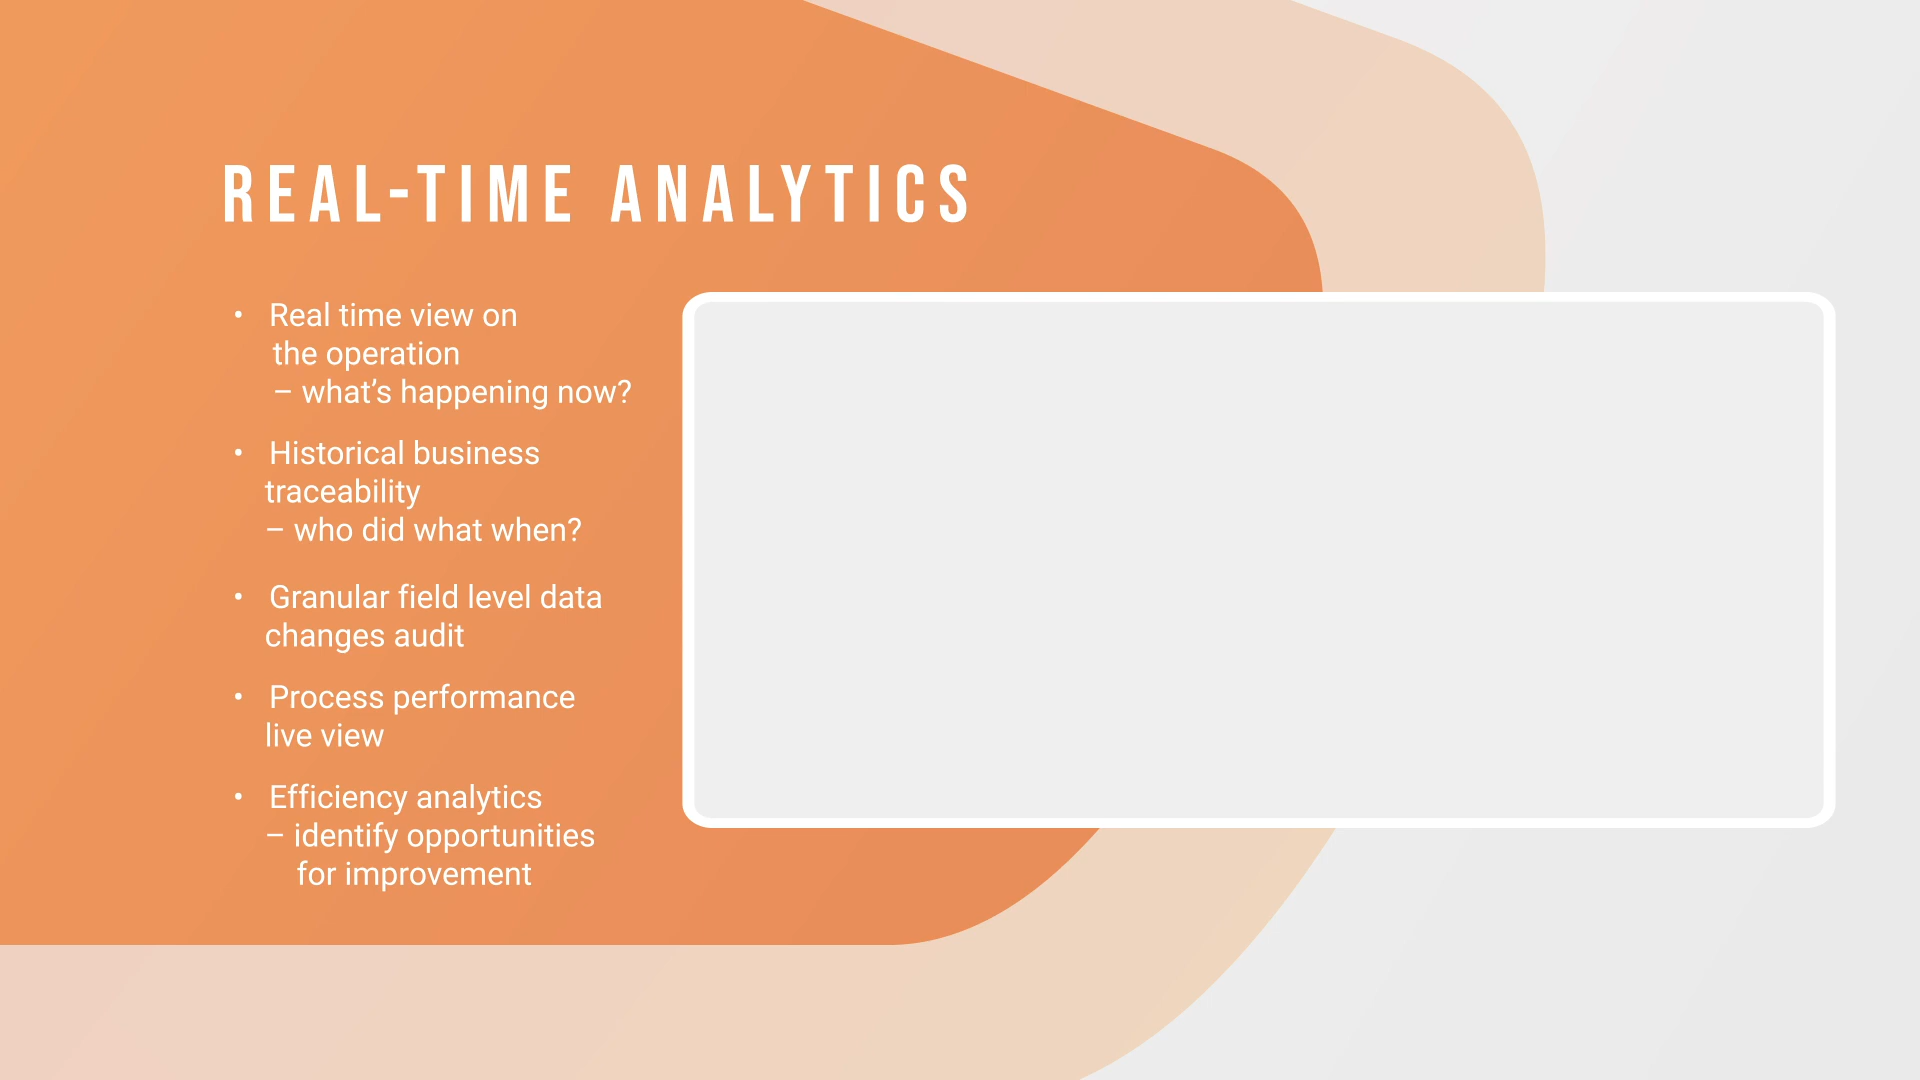 REAL-TIME ANALYTICS
• Real time view on
the operation
– what’s happening now?
• Historical business
traceability
– who did what when?
• Granular field level data
changes audit
• Process performance
live view
• Efficiency analytics
– identify opportunities
for improvement